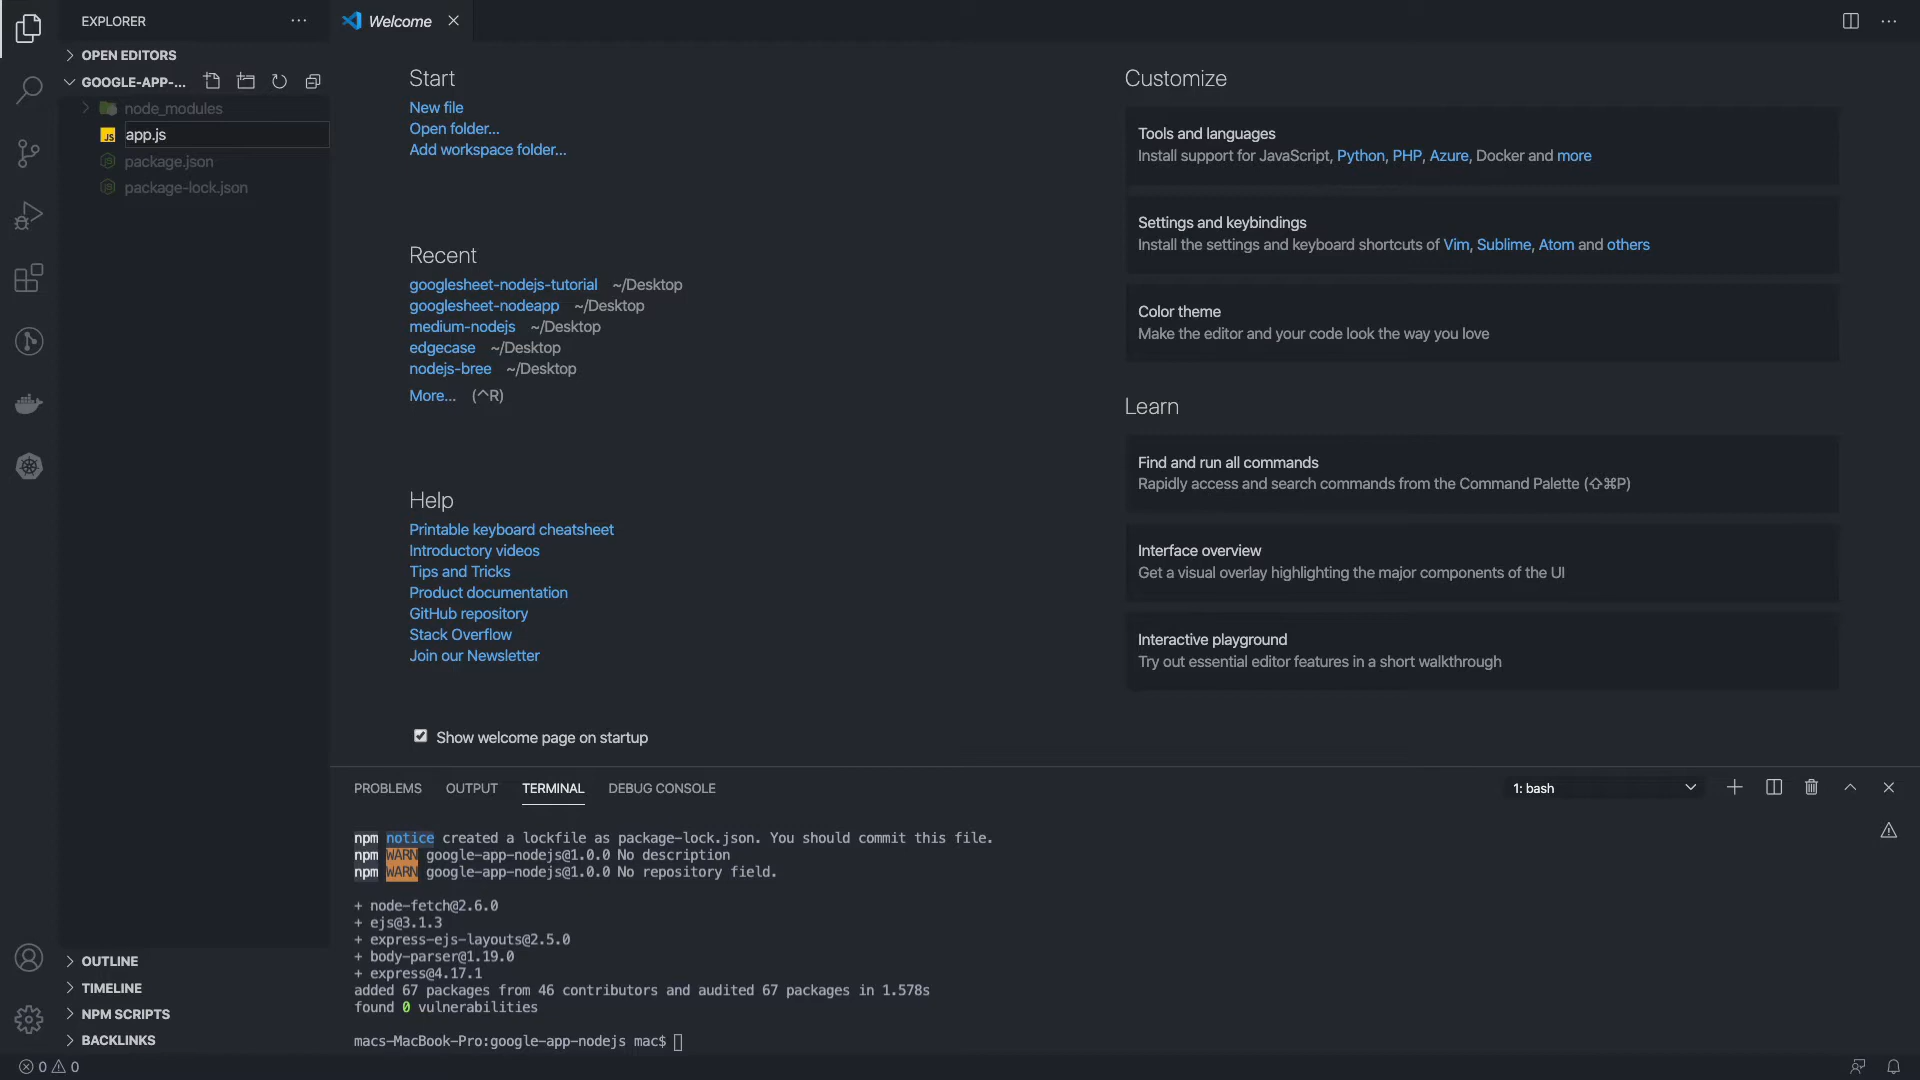 EXPLORER
Welcome
OPEN EDITORS
GOOGLE-APP-...
node_modules
app.js
package.json
package-lock.json
OUTLINE
TIMELINE
NPM SCRIPTS
BACKLINKS
Start
New file
Open folder...
Add workspace folder...
Recent
googlesheet-nodejs-tutorial ~/Desktop
googlesheet-nodeapp ~/Desktop
medium-nodejs ~/Desktop
edgecase ~/Desktop
nodejs-bree ~/Desktop
More... (^R)
Help
Printable keyboard cheatsheet
Introductory videos
Tips and Tricks
Product documentation
GitHub repository
Stack Overflow
Join our Newsletter
Show welcome page on startup
Customize
Tools and languages
Install support for JavaScript, Python, PHP, Azure, Docker and more
Settings and keybindings
Install the settings and keyboard shortcuts of Vim, Sublime, Atom and others
Color theme
Make the editor and your code look the way you love
Learn
Find and run all commands
Rapidly access and search commands from the Command Palette (⇧⌘P)
Interface overview
Get a visual overlay highlighting the major components of the UI
Interactive playground
Try out essential editor features in a short walkthrough
PROBLEMS OUTPUT TERMINAL DEBUG CONSOLE 1: bash
npm notice created a lockfile as package-lock.json. You should commit this file.
npm WARN google-app-nodejs@1.0.0 No description
npm WARN google-app-nodejs@1.0.0 No repository field.
+ node-fetch@2.6.0
+ ejs@3.1.3
+ express-ejs-layouts@2.5.0
+ body-parser@1.19.0
+ express@4.17.1
added 67 packages from 46 contributors and audited 67 packages in 1.578s
found 0 vulnerabilities
macs-MacBook-Pro:google-app-nodejs mac$
0 0